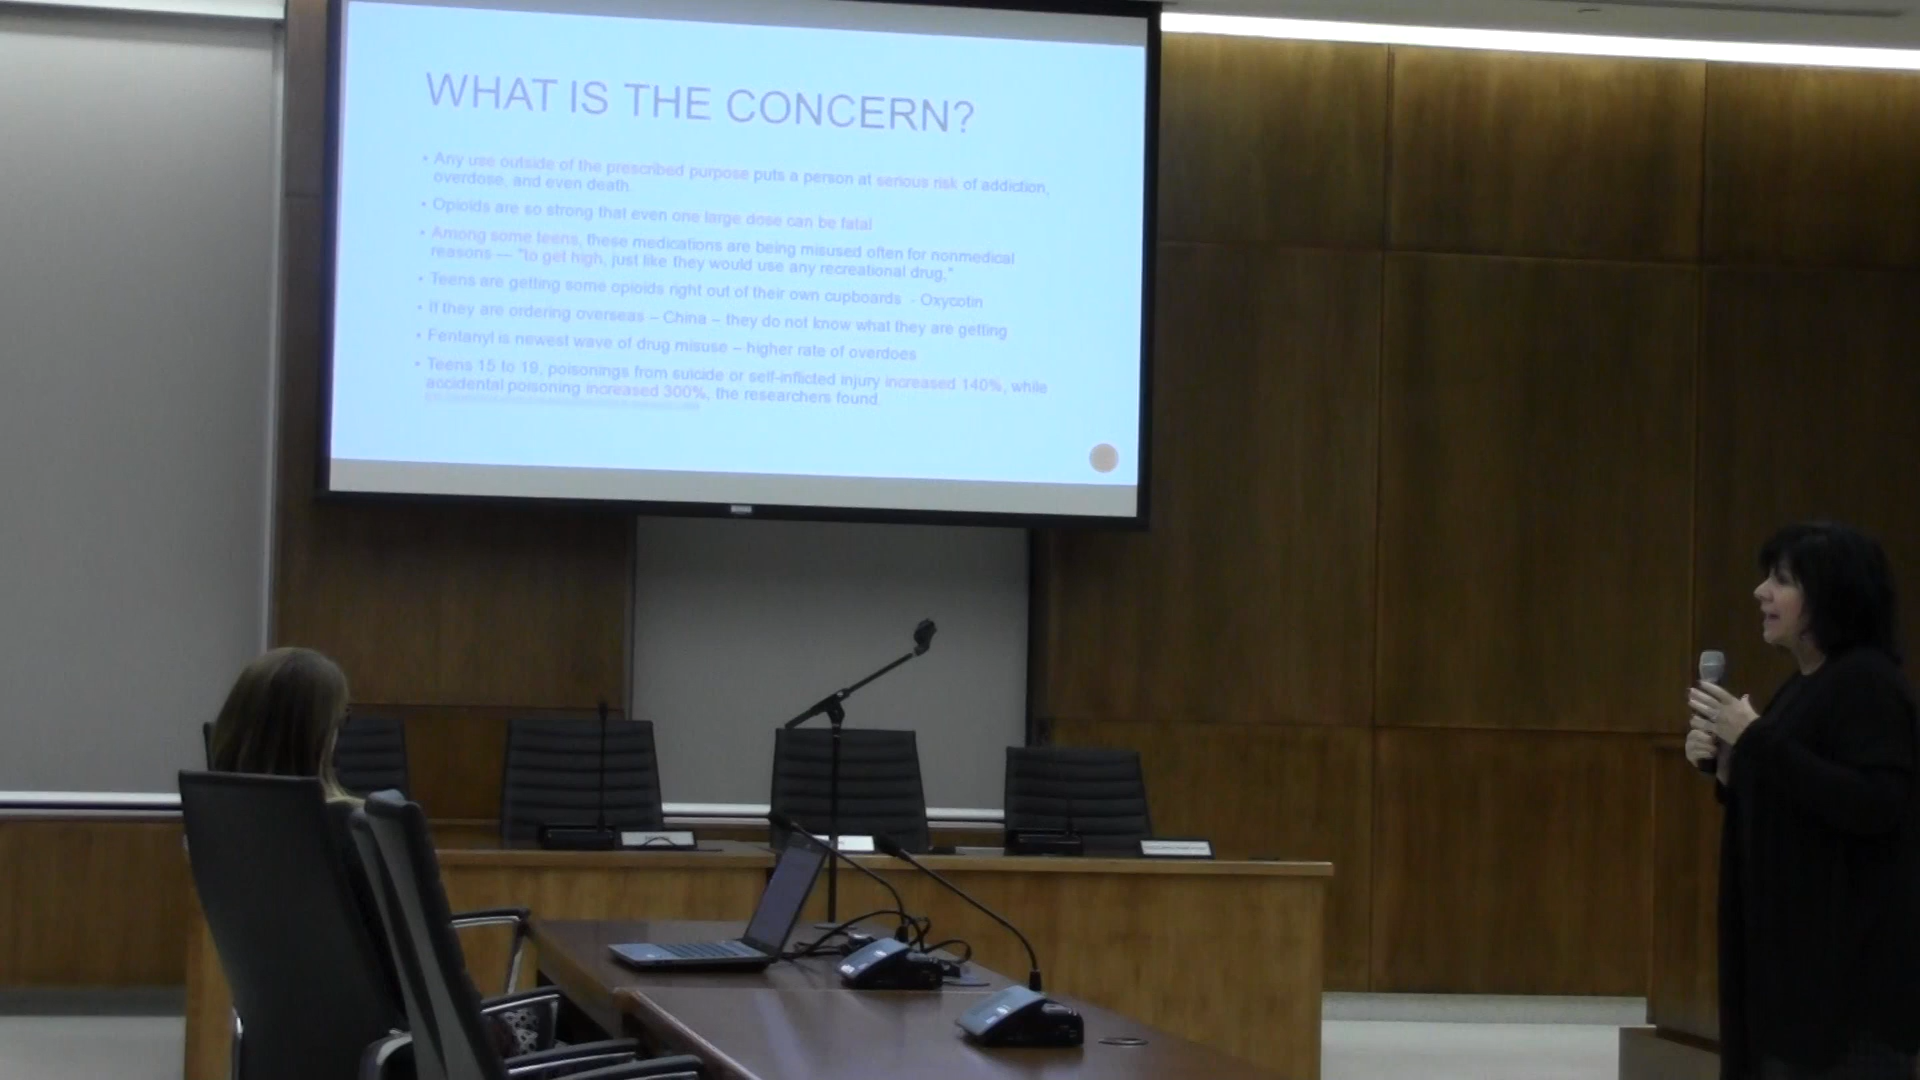 WHAT IS THE CONCERN?
• Any use outside of the prescribed purpose puts a person at serious risk of addiction,
overdose, and even death.
• Opioids are so strong that even one large dose can be fatal
• Among some teens, these medications are being misused often for nonmedical
reasons — "to get high, just like they would use any recreational drug,"
• Teens are getting some opioids right out of their own cupboards - Oxycotin
• If they are ordering overseas – China – they do not know what they are getting
• Fentanyl is newest wave of drug misuse – higher rate of overdoes
• Teens 15 to 19, poisonings from suicide or self-inflicted injury increased 140%, while
accidental poisoning increased 300%, the researchers found.